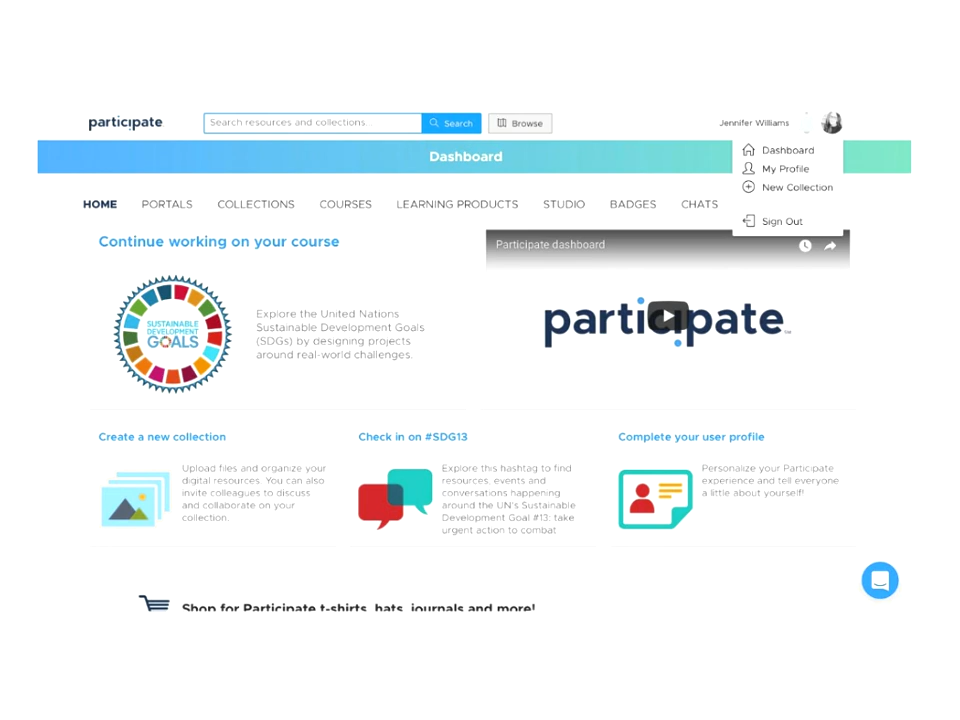 participate
Search resources and collections...
Search
Browse
Jennifer Williams
Dashboard
Dashboard
My Profile
New Collection
Sign Out
HOME PORTALS COLLECTIONS COURSES LEARNING PRODUCTS STUDIO BADGES CHATS
Continue working on your course
SUSTAINABLE
DEVELOPMENT
GOALS
Explore the United Nations
Sustainable Development Goals
(SDGs) by designing projects
around real-world challenges.
Participate dashboard
participate
Create a new collection
Upload files and organize your
digital resources. You can also
invite colleagues to discuss
and collaborate on your
collection.
Check in on #SDG13
Explore this hashtag to find
resources, events and
conversations happening
around the UN's Sustainable
Development Goal #13: take
urgent action to combat
Complete your user profile
Personalize your Participate
experience and tell everyone
a little about yourself!
Shop for Participate t-shirts, hats, journals and more!